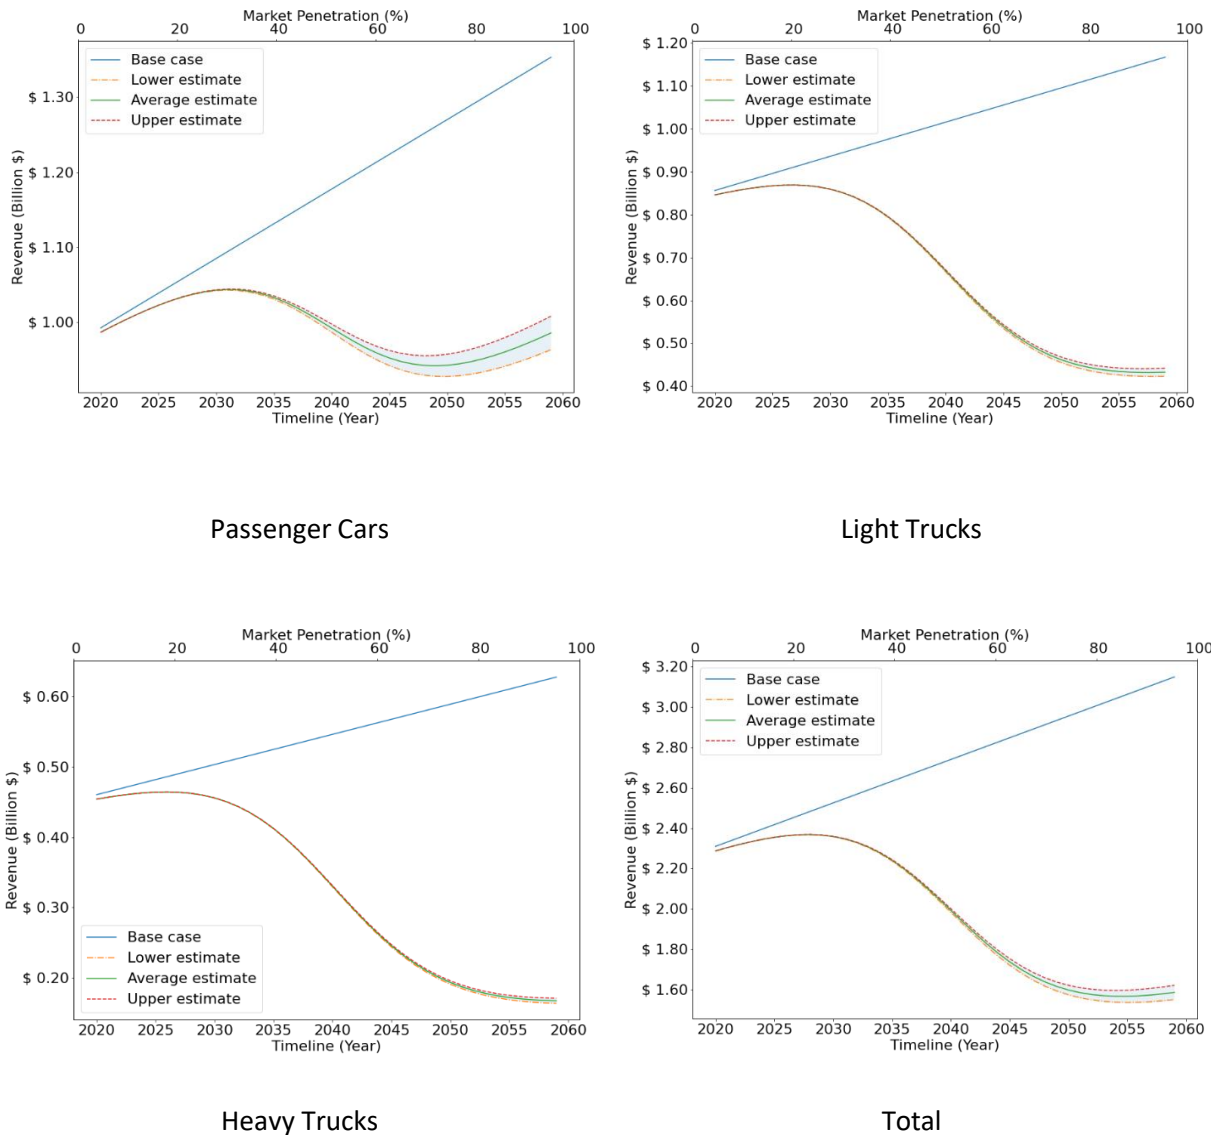 Market Penetration (%)
0 20 40 60 80 100
Base case
Lower estimate
Average estimate
Upper estimate
$ 1.30
$ 1.20
$ 1.10
$ 1.00
Revenue (Billion $)
2020 2025 2030 2035 2040 2045 2050 2055 2060
Timeline (Year)
Passenger Cars
Market Penetration (%)
0 20 40 60 80 100
Base case
Lower estimate
Average estimate
Upper estimate
$ 1.20
$ 1.10
$ 1.00
$ 0.90
$ 0.80
$ 0.70
$ 0.60
$ 0.50
$ 0.40
Revenue (Billion $)
2020 2025 2030 2035 2040 2045 2050 2055 2060
Timeline (Year)
Light Trucks
Market Penetration (%)
0 20 40 60 80 100
$ 0.60
$ 0.50
$ 0.40
$ 0.30
$ 0.20
Revenue (Billion $)
Base case
Lower estimate
Average estimate
Upper estimate
2020 2025 2030 2035 2040 2045 2050 2055 2060
Timeline (Year)
Heavy Trucks
Market Penetration (%)
0 20 40 60 80 100
Base case
Lower estimate
Average estimate
Upper estimate
$ 3.20
$ 3.00
$ 2.80
$ 2.60
$ 2.40
$ 2.20
$ 2.00
$ 1.80
$ 1.60
Revenue (Billion $)
2020 2025 2030 2035 2040 2045 2050 2055 2060
Timeline (Year)
Total